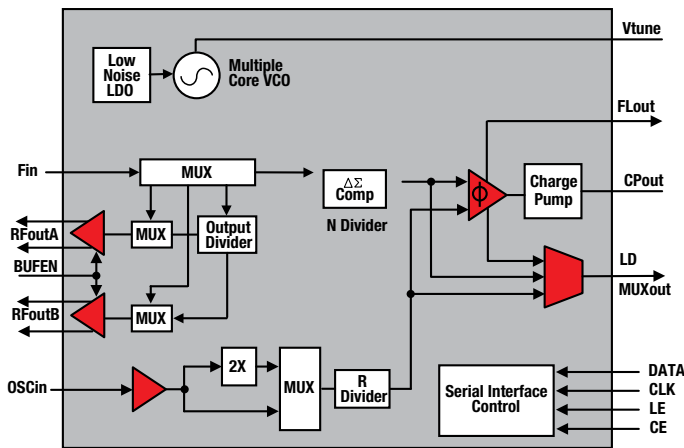 Vtune
Low
Noise
LDO
Multiple
Core VCO
FLout
Fin
MUX
ΔΣ
Comp
N Divider
Φ
Charge
Pump
CPout
RFoutA
MUX
Output
Divider
BUFEN
LD
MUXout
RFoutB
MUX
OSCin
2X
MUX
R
Divider
Serial Interface
Control
DATA
CLK
LE
CE